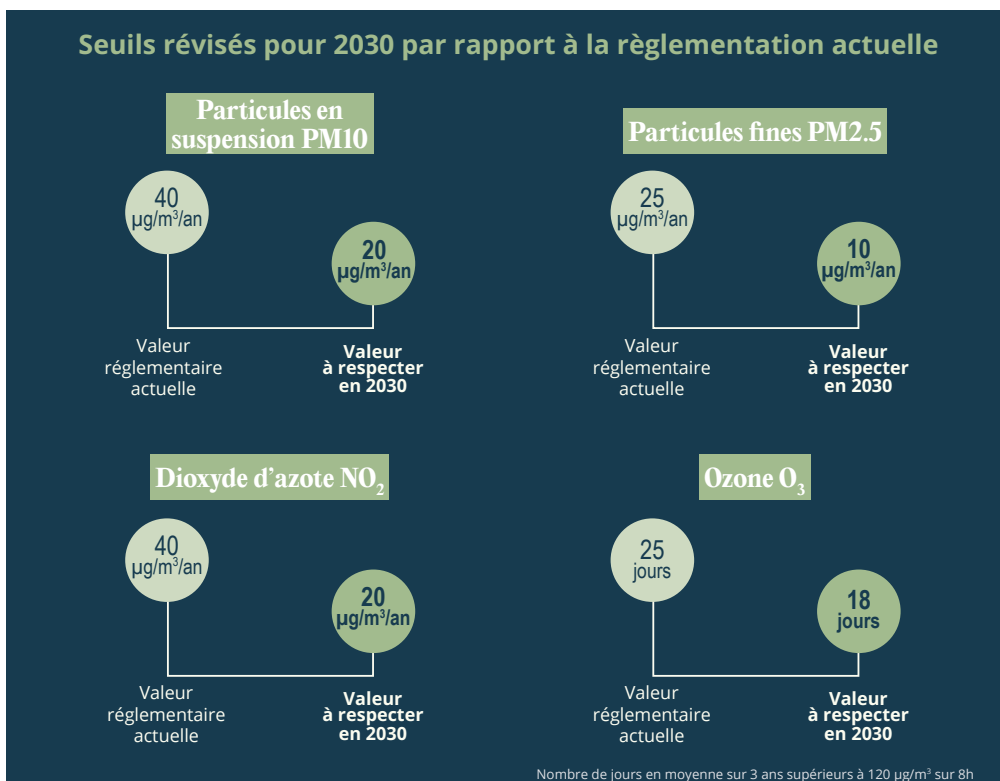 Seuils révisés pour 2030 par rapport à la règlementation actuelle
Particules en
suspension PM10
40
µg/m³/an
20
µg/m³/an
Valeur
réglementaire
actuelle
Valeur
à respecter
en 2030
Particules fines PM2.5
25
µg/m³/an
10
µg/m³/an
Valeur
réglementaire
actuelle
Valeur
à respecter
en 2030
Dioxyde d'azote NO₂
40
µg/m³/an
20
µg/m³/an
Valeur
réglementaire
actuelle
Valeur
à respecter
en 2030
Ozone O₃
25
jours
18
jours
Valeur
réglementaire
actuelle
Valeur
à respecter
en 2030
Nombre de jours en moyenne sur 3 ans supérieurs à 120 µg/m³ sur 8h